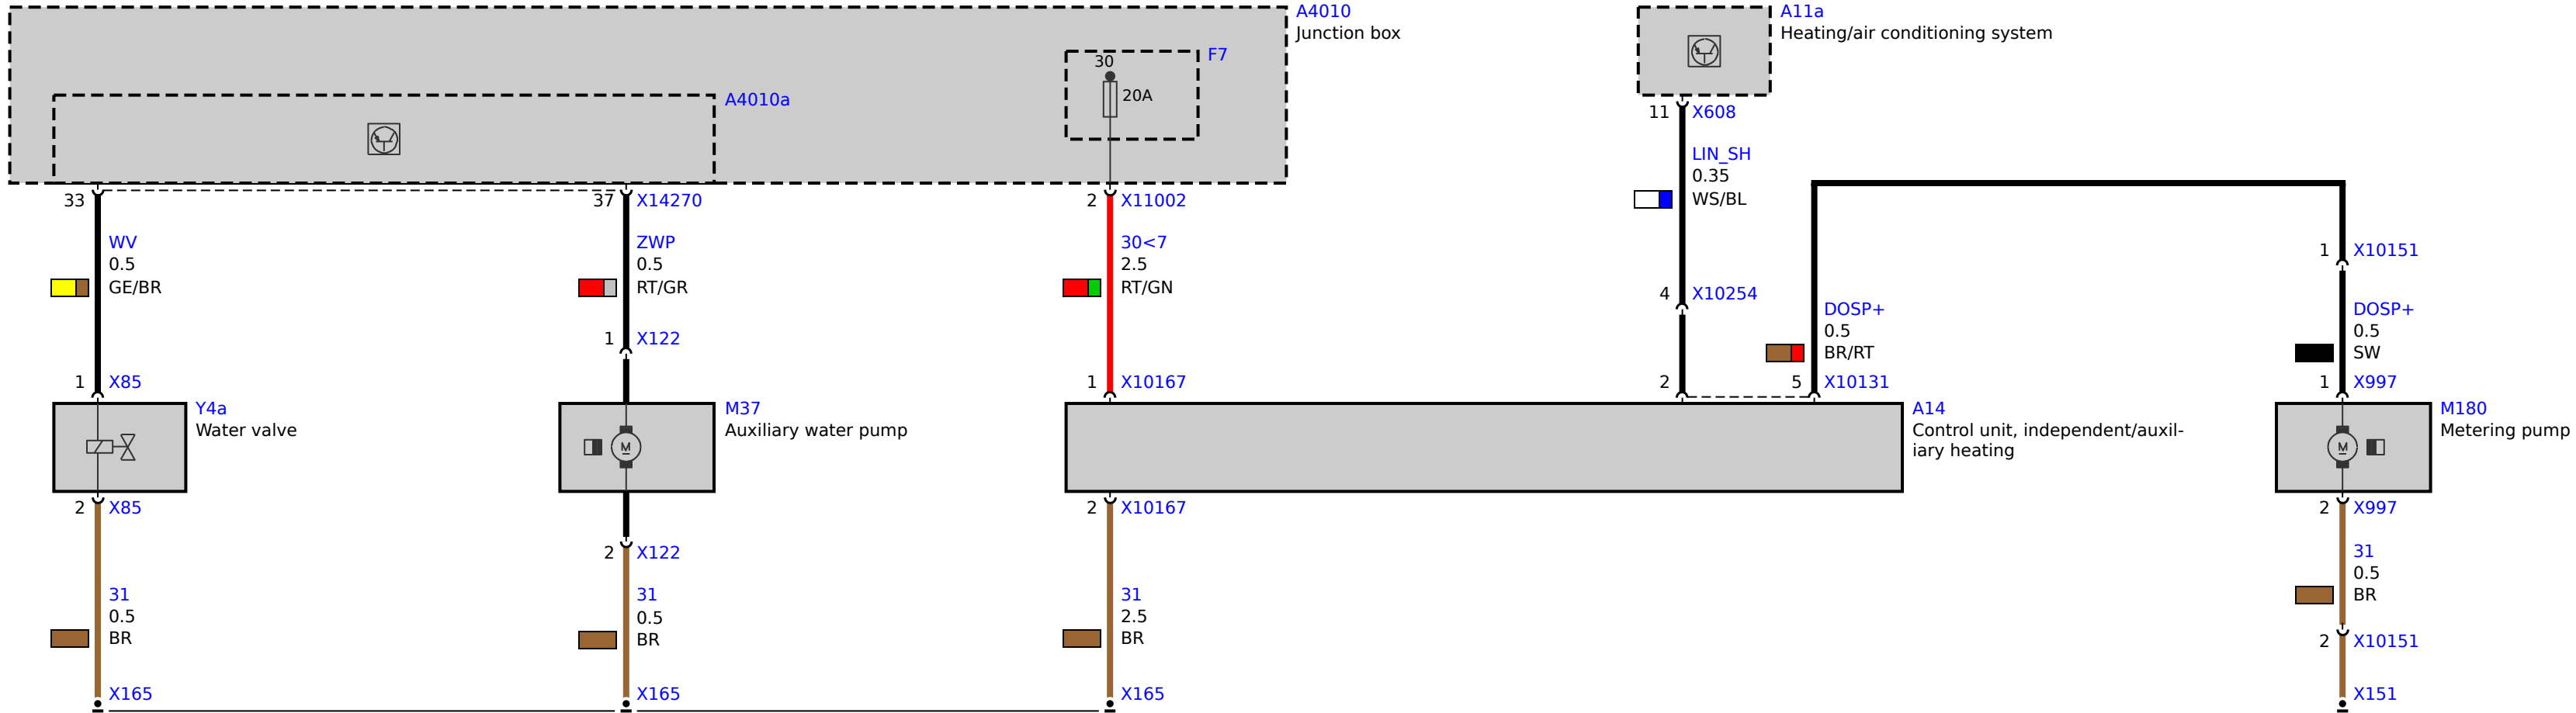 A4010
Junction box
A11a
Heating/air conditioning system
F7
30
20A
A4010a
11 X608
LIN_SH
0.35
WS/BL
33
37 X14270
2 X11002
WV
0.5
GE/BR
ZWP
0.5
RT/GR
30<7
2.5
RT/GN
1 X10151
4 X10254
DOSP+
0.5
BR/RT
DOSP+
0.5
SW
1 X122
1 X85
1 X10167
2
5 X10131
1 X997
Y4a
Water valve
M37
M
Auxiliary water pump
A14
Control unit, independent/auxil-
iary heating
M180
M
Metering pump
2 X85
2 X10167
2 X997
2 X122
31
0.5
BR
31
0.5
BR
31
2.5
BR
31
0.5
BR
2 X10151
X165
X165
X165
X151